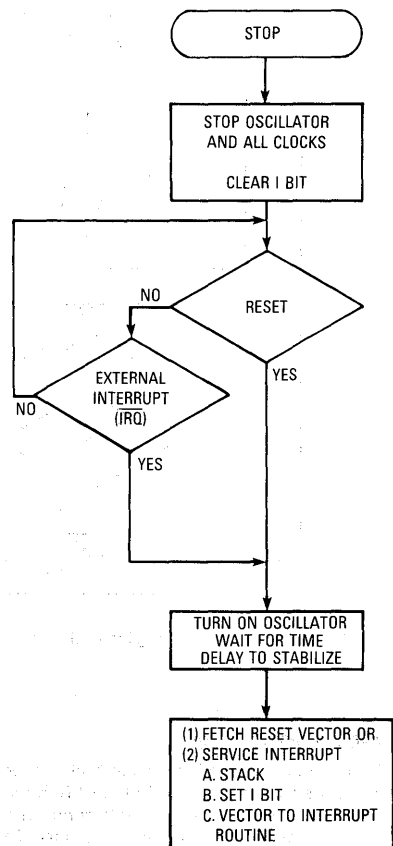 STOP
STOP OSCILLATOR
AND ALL CLOCKS
CLEAR I BIT
RESET
NO
YES
EXTERNAL
INTERRUPT
(I̅R̅Q̅)
NO
YES
TURN ON OSCILLATOR
WAIT FOR TIME
DELAY TO STABILIZE
(1) FETCH RESET VECTOR OR
(2) SERVICE INTERRUPT
A. STACK
B. SET I BIT
C. VECTOR TO INTERRUPT
ROUTINE